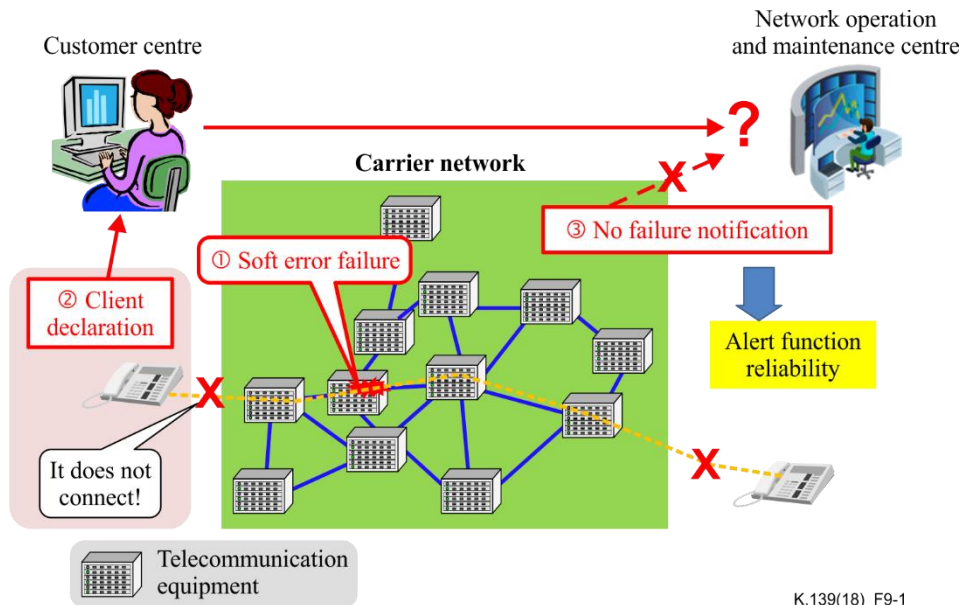 Customer centre
Network operation
and maintenance centre
?
Carrier network
X
③ No failure notification
① Soft error failure
② Client
declaration
Alert function
reliability
X
It does not
connect!
X
Telecommunication
equipment
K.139(18)_F9-1